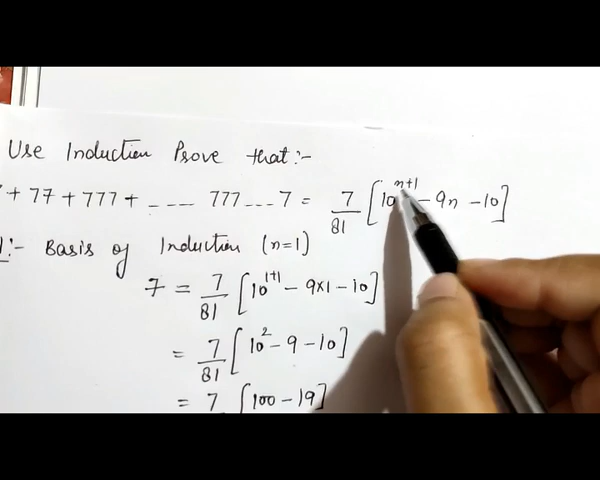 Use Induction Prove that :-
7 + 77 + 777 + _ _ _ _ 777 _ _ _ 7 = 7/81 [10^n+1 - 9n - 10]
:- Basis of Induction (n=1)
7 = 7/81 [10^1+1 - 9×1 - 10]
= 7/81 [10^2 - 9 - 10]
= 7 [100 - 19]